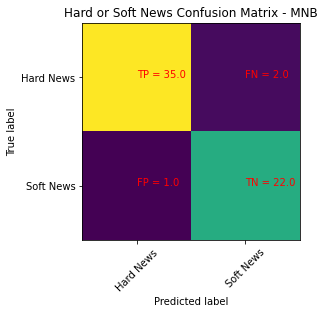 Hard or Soft News Confusion Matrix - MNB
True label
Hard News
TP = 35.0
FN = 2.0
Soft News
FP = 1.0
TN = 22.0
Hard News
Soft News
Predicted label